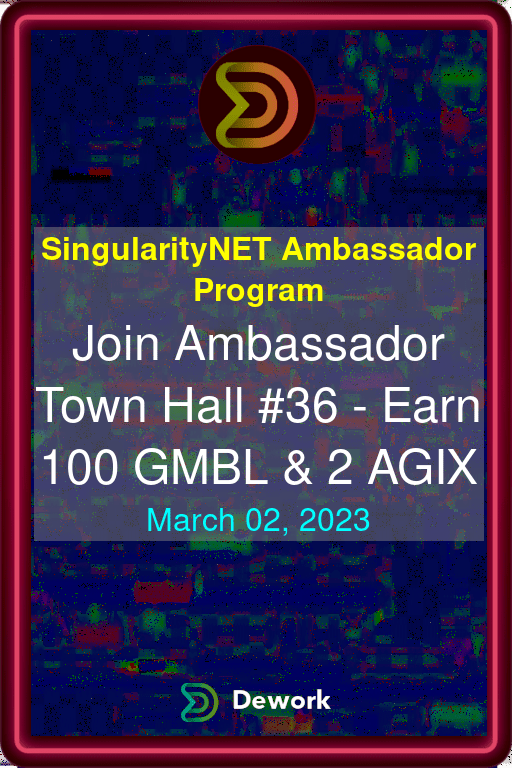 SingularityNET Ambassador
Program
Join Ambassador
Town Hall #36 - Earn
100 GMBL & 2 AGIX
March 02, 2023
Dework